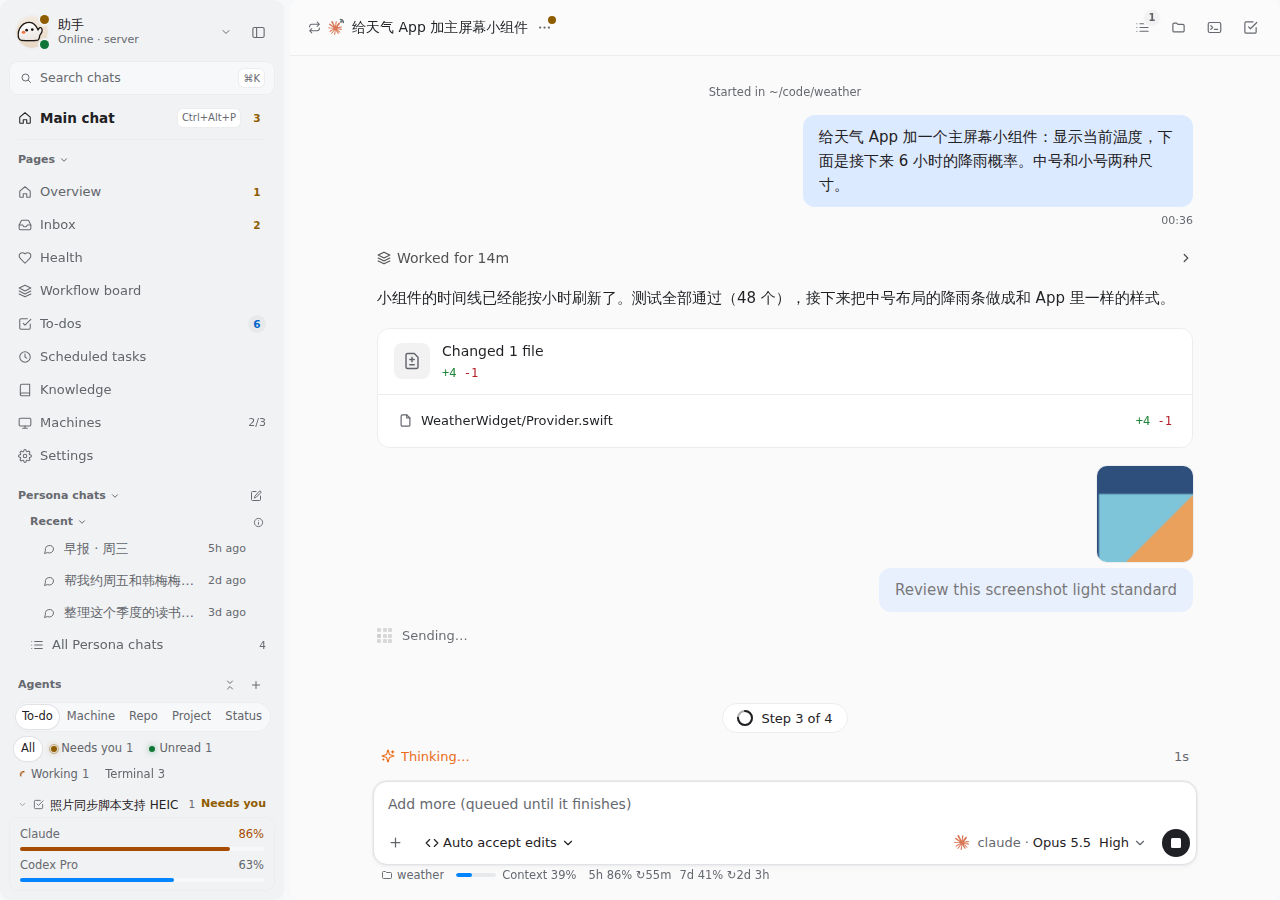 助手
Online · server
Search chats
⌘K
Main chat
Ctrl+Alt+P
3
Pages
Overview
1
Inbox
2
Health
Workflow board
To-dos
6
Scheduled tasks
Knowledge
Machines
2/3
Settings
Persona chats
Recent
早报 · 周三
5h ago
帮我约周五和韩梅梅…
2d ago
整理这个季度的读书…
3d ago
All Persona chats
4
Agents
To-do Machine Repo Project Status
All Needs you 1 Unread 1
Working 1 Terminal 3
照片同步脚本支持 HEIC 1 Needs you
Claude 86%
Codex Pro 63%
给天气 App 加主屏幕小组件 ···
1
Started in ~/code/weather
给天气 App 加一个主屏幕小组件：显示当前温度，下
面是接下来 6 小时的降雨概率。中号和小号两种尺
寸。
00:36
Worked for 14m
小组件的时间线已经能按小时刷新了。测试全部通过（48 个），接下来把中号布局的降雨条做成和 App 里一样的样式。
Changed 1 file
+4 -1
WeatherWidget/Provider.swift +4 -1
Review this screenshot light standard
Sending…
Step 3 of 4
Thinking… 1s
Add more (queued until it finishes)
Auto accept edits
claude · Opus 5.5 High
weather Context 39% 5h 86% ↻55m 7d 41% ↻2d 3h